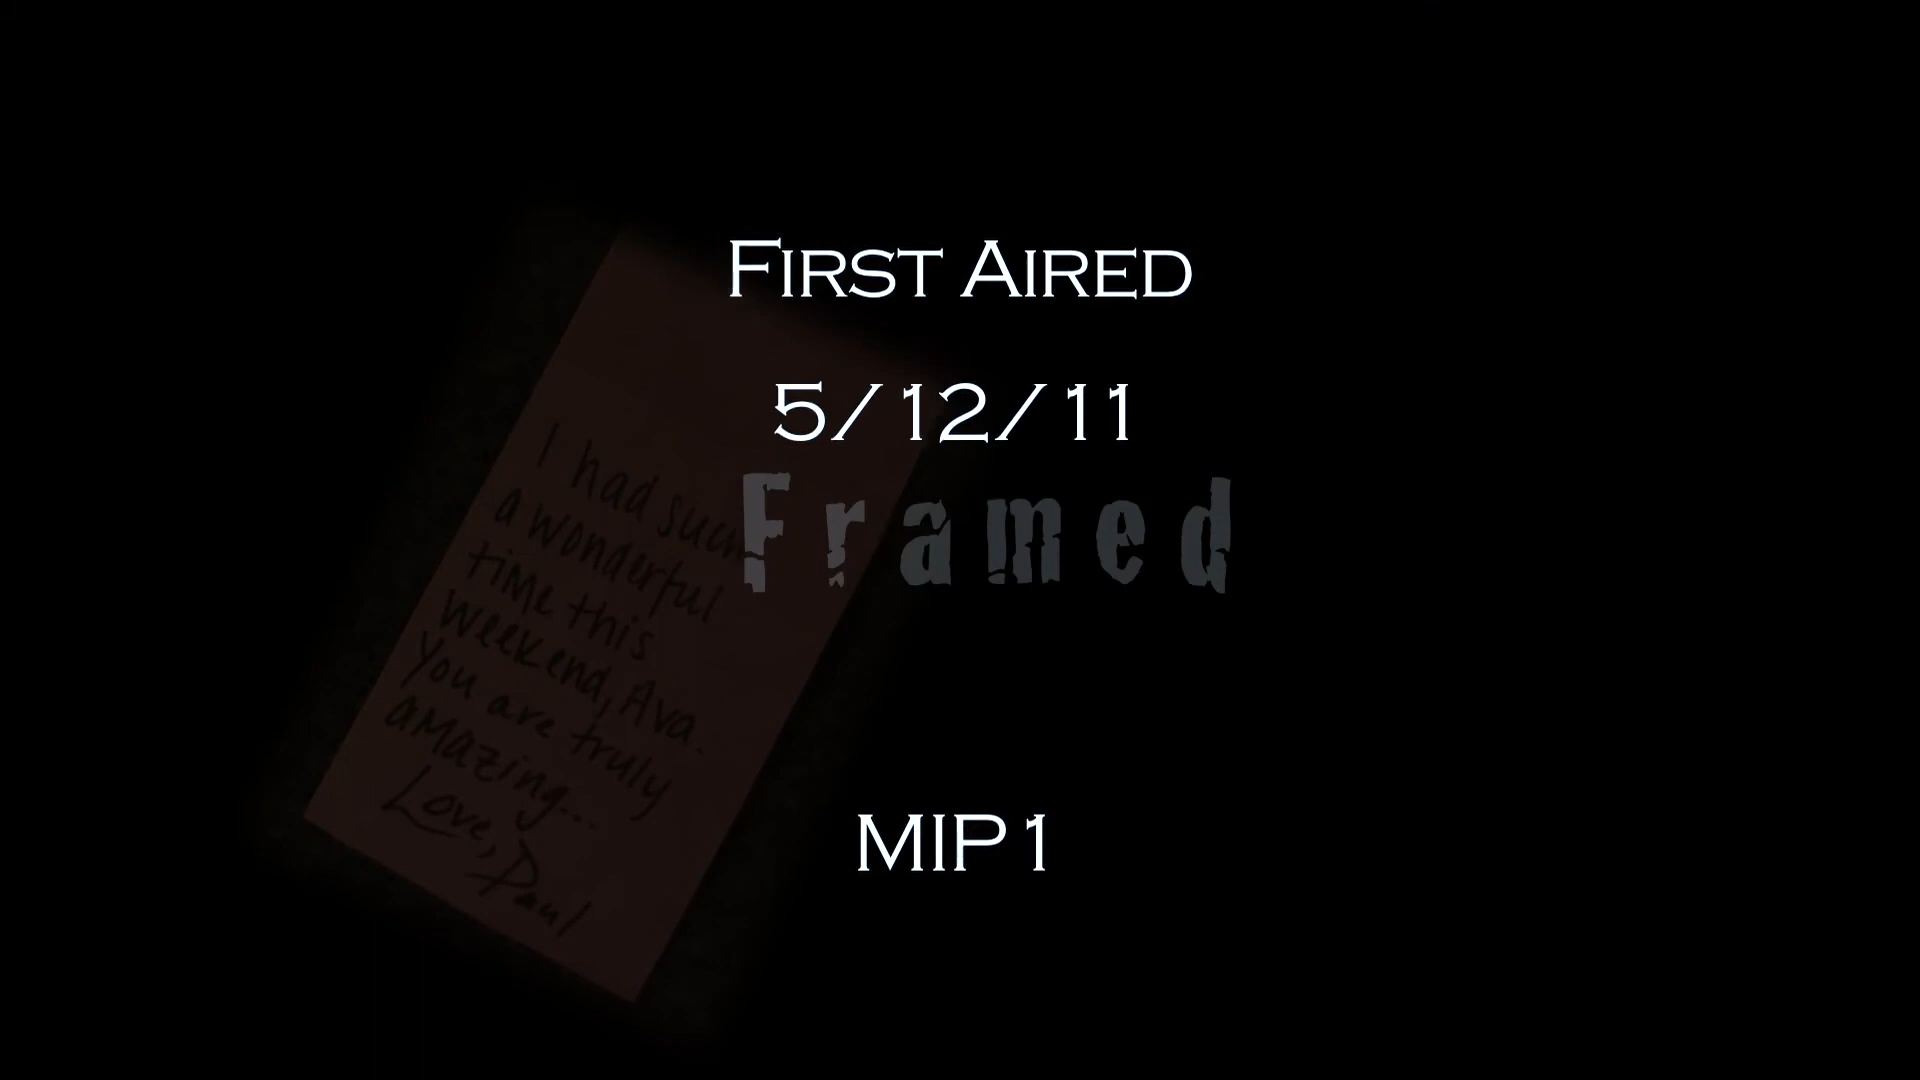 First Aired
5/12/11
Framed
I had such
a wonderful
time this
weekend, Ava.
You are truly
amazing...
Love,
Paul
MIP1